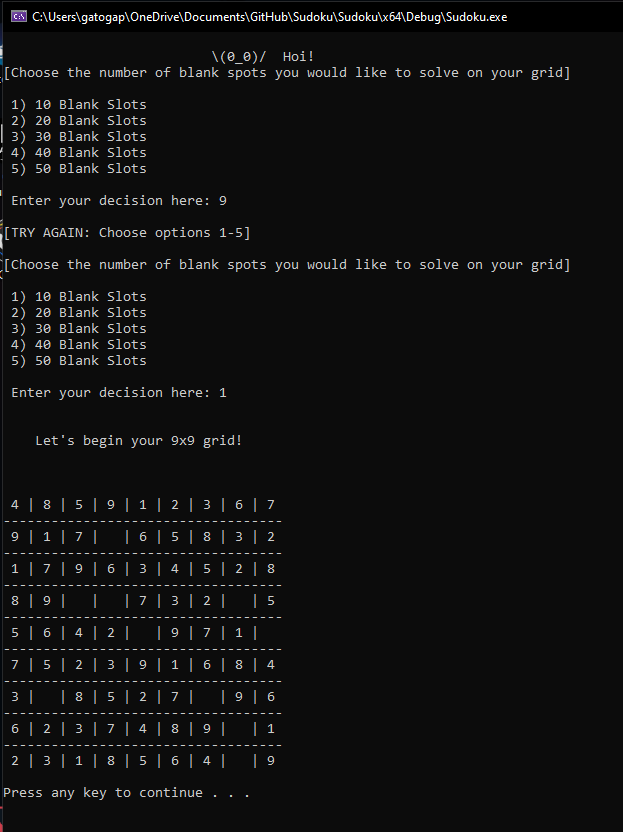 C:\Users\gatogap\OneDrive\Documents\GitHub\Sudoku\Sudoku\x64\Debug\Sudoku.exe
\(0_0)/  Hoi!
[Choose the number of blank spots you would like to solve on your grid]
1) 10 Blank Slots
2) 20 Blank Slots
3) 30 Blank Slots
4) 40 Blank Slots
5) 50 Blank Slots
Enter your decision here: 9
[TRY AGAIN: Choose options 1-5]
[Choose the number of blank spots you would like to solve on your grid]
1) 10 Blank Slots
2) 20 Blank Slots
3) 30 Blank Slots
4) 40 Blank Slots
5) 50 Blank Slots
Enter your decision here: 1
Let's begin your 9x9 grid!
4 | 8 | 5 | 9 | 1 | 2 | 3 | 6 | 7
-----------------------------------
9 | 1 | 7 |   | 6 | 5 | 8 | 3 | 2
-----------------------------------
1 | 7 | 9 | 6 | 3 | 4 | 5 | 2 | 8
-----------------------------------
8 | 9 |   |   | 7 | 3 | 2 |   | 5
-----------------------------------
5 | 6 | 4 | 2 |   | 9 | 7 | 1 |
-----------------------------------
7 | 5 | 2 | 3 | 9 | 1 | 6 | 8 | 4
-----------------------------------
3 |   | 8 | 5 | 2 | 7 |   | 9 | 6
-----------------------------------
6 | 2 | 3 | 7 | 4 | 8 | 9 |   | 1
-----------------------------------
2 | 3 | 1 | 8 | 5 | 6 | 4 |   | 9
Press any key to continue . . .